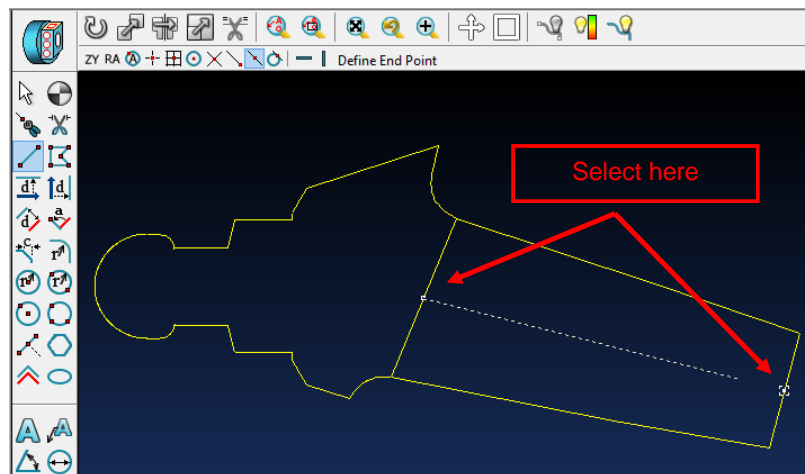 ZY RA A Define End Point
Select here
d d
d a
c r
r r
A A